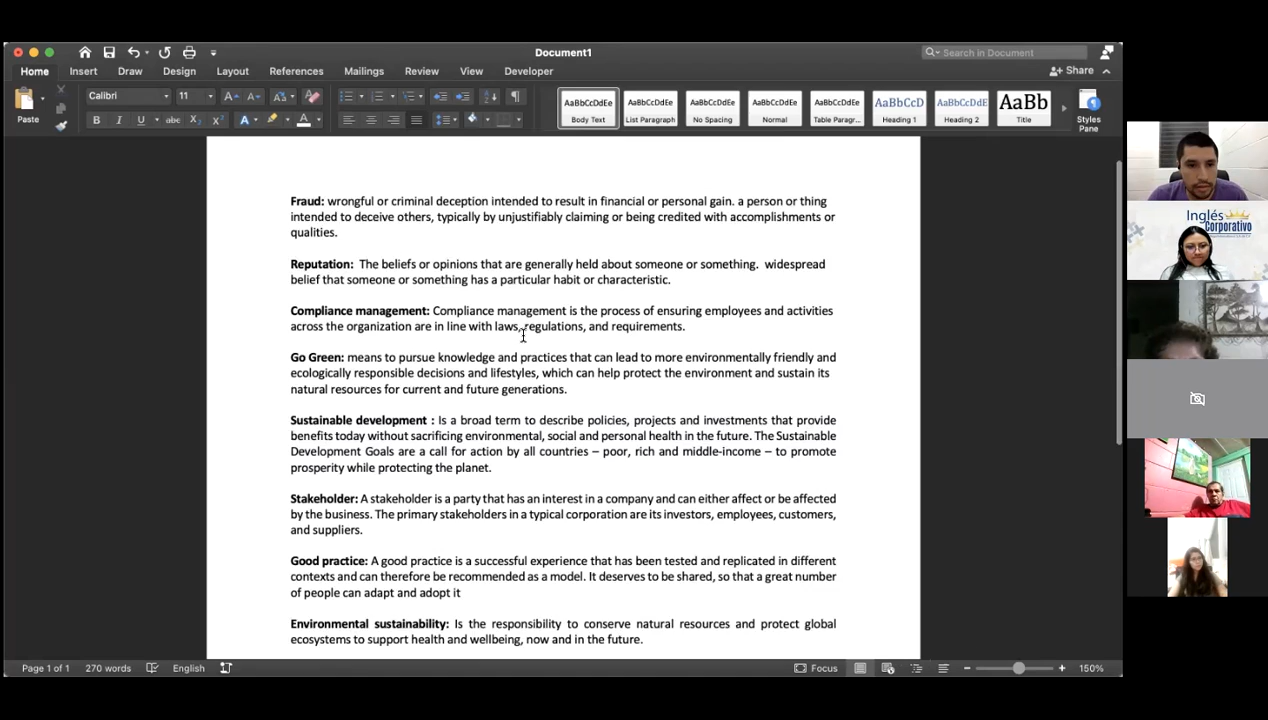 Document1
Search in Document
Home Insert Draw Design Layout References Mailings Review View Developer
Share
Paste
Calibri 11
AaBbCcDdEe AaBbCcDdEe AaBbCcDdEe AaBbCcDdEe AaBbCcDdEe AaBbCcD AaBbCcDdE AaBb
Body Text List Paragraph No Spacing Normal Table Paragr... Heading 1 Heading 2 Title
Styles
Pane
Fraud: wrongful or criminal deception intended to result in financial or personal gain. a person or thing
intended to deceive others, typically by unjustifiably claiming or being credited with accomplishments or
qualities.
Reputation: The beliefs or opinions that are generally held about someone or something. widespread
belief that someone or something has a particular habit or characteristic.
Compliance management: Compliance management is the process of ensuring employees and activities
across the organization are in line with laws, regulations, and requirements.
Go Green: means to pursue knowledge and practices that can lead to more environmentally friendly and
ecologically responsible decisions and lifestyles, which can help protect the environment and sustain its
natural resources for current and future generations.
Sustainable development : Is a broad term to describe policies, projects and investments that provide
benefits today without sacrificing environmental, social and personal health in the future. The Sustainable
Development Goals are a call for action by all countries – poor, rich and middle-income – to promote
prosperity while protecting the planet.
Stakeholder: A stakeholder is a party that has an interest in a company and can either affect or be affected
by the business. The primary stakeholders in a typical corporation are its investors, employees, customers,
and suppliers.
Good practice: A good practice is a successful experience that has been tested and replicated in different
contexts and can therefore be recommended as a model. It deserves to be shared, so that a great number
of people can adapt and adopt it
Environmental sustainability: Is the responsibility to conserve natural resources and protect global
ecosystems to support health and wellbeing, now and in the future.
Page 1 of 1 270 words English Focus 150%
Inglés
Corporativo